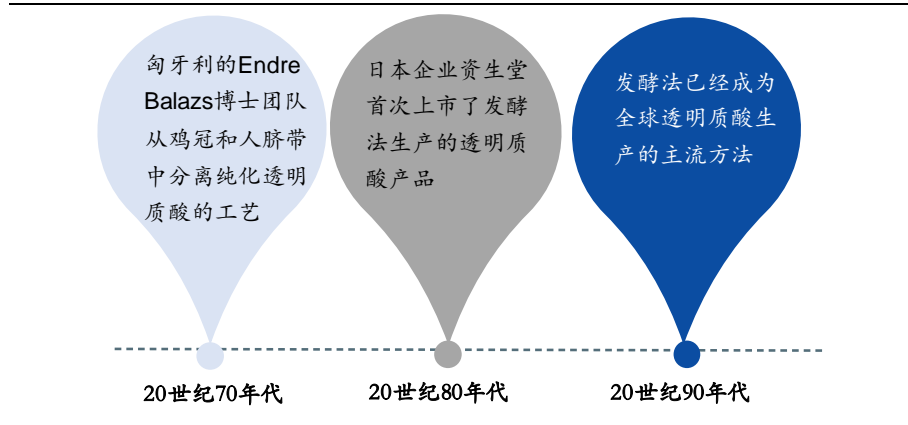 匈牙利的Endre
Balazs博士团队
从鸡冠和人脐带
中分离纯化透明
质酸的工艺
日本企业资生堂
首次上市了发酵
法生产的透明质
酸产品
发酵法已经成为
全球透明质酸生
产的主流方法
20世纪70年代
20世纪80年代
20世纪90年代